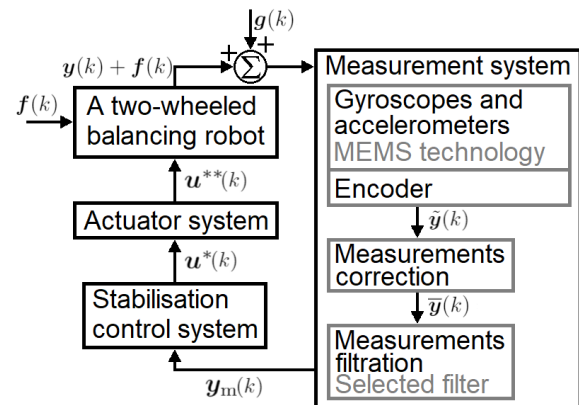 g(k)
+ +
y(k) + f(k)
Σ
Measurement system
f(k)
A two-wheeled
balancing robot
Gyroscopes and
accelerometers
MEMS technology
Encoder
u**(k)
ỹ(k)
Actuator system
Measurements
correction
u*(k)
y̅(k)
Stabilisation
control system
Measurements
filtration
Selected filter
yₘ(k)